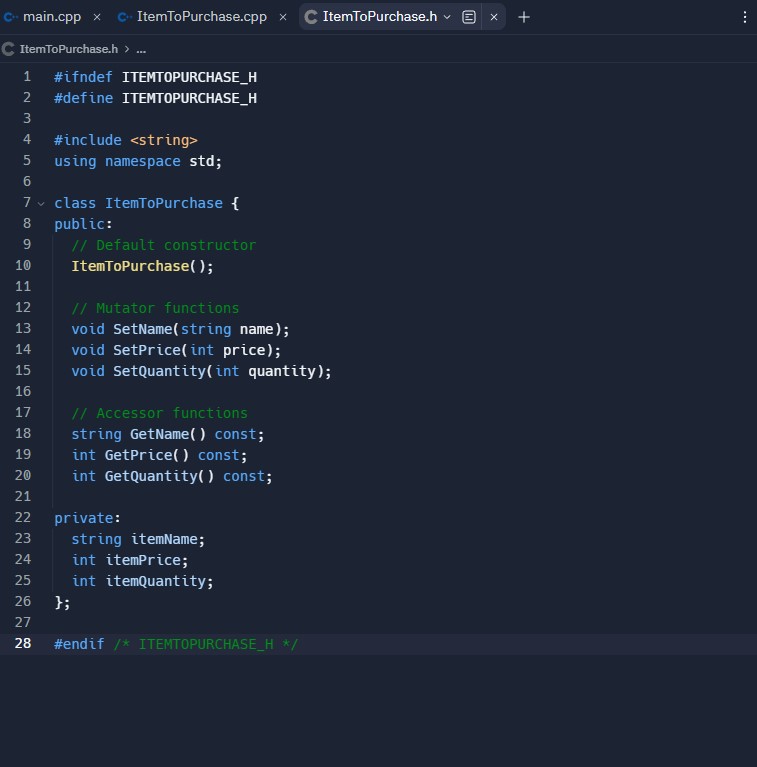 main.cpp × ItemToPurchase.cpp × ItemToPurchase.h × +
ItemToPurchase.h > ...
1 #ifndef ITEMTOPURCHASE_H
2 #define ITEMTOPURCHASE_H
3
4 #include <string>
5 using namespace std;
6
7 class ItemToPurchase {
8 public:
9   // Default constructor
10   ItemToPurchase();
11
12   // Mutator functions
13   void SetName(string name);
14   void SetPrice(int price);
15   void SetQuantity(int quantity);
16
17   // Accessor functions
18   string GetName() const;
19   int GetPrice() const;
20   int GetQuantity() const;
21
22 private:
23   string itemName;
24   int itemPrice;
25   int itemQuantity;
26 };
27
28 #endif /* ITEMTOPURCHASE_H */